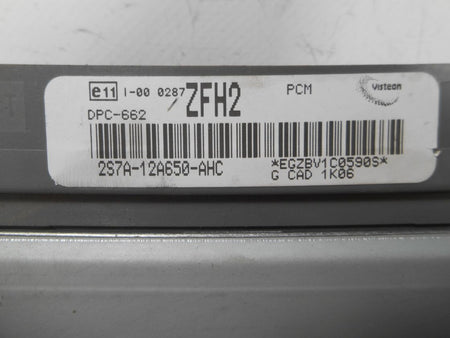 e11 I-00 0287 ZFH2 PCM Visteon
DPC-662
2S7A-12A650-AHC *EGZBV1C0590S*
G CAD 1K06